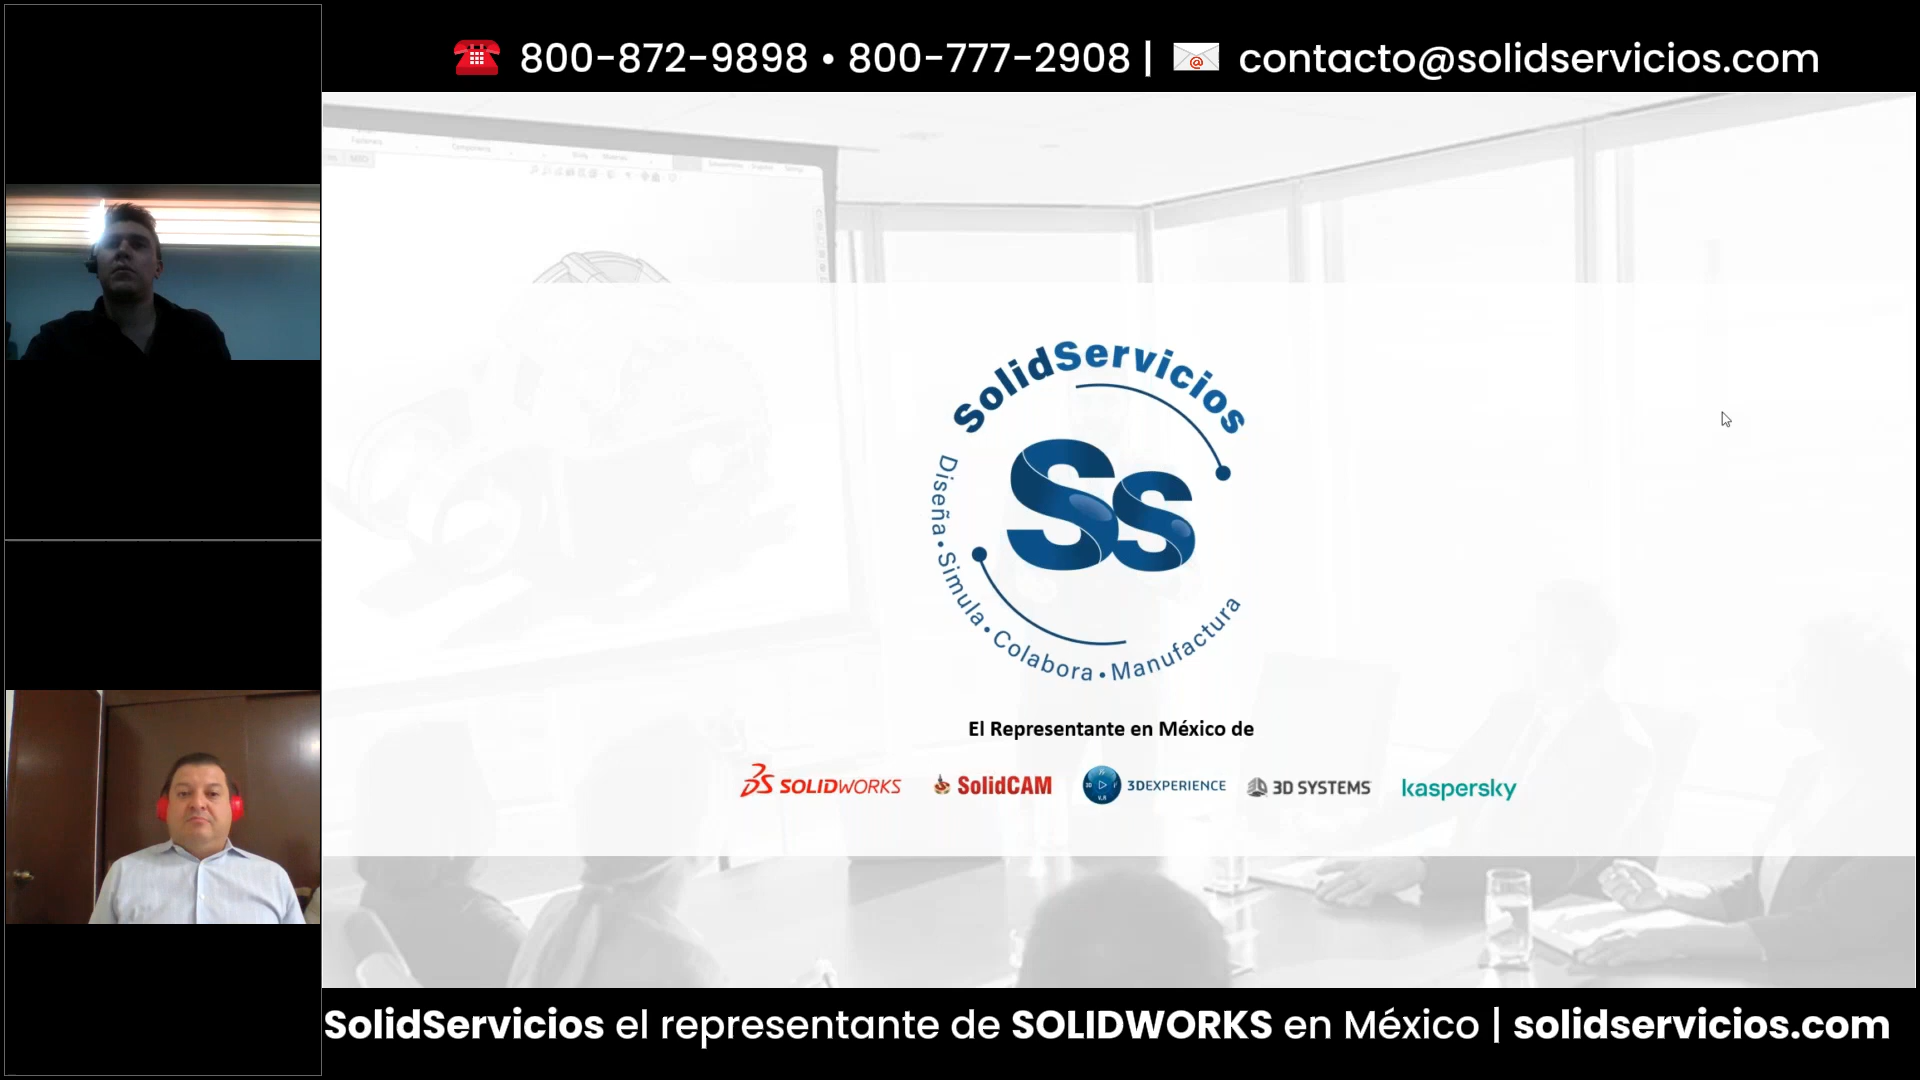 800-872-9898 • 800-777-2908 | contacto@solidservicios.com
SolidServicios
Ss
Diseña • Simula • Colabora • Manufactura
El Representante en México de
SOLIDWORKS SolidCAM 3DEXPERIENCE 3D SYSTEMS kaspersky
SolidServicios el representante de SOLIDWORKS en México | solidservicios.com